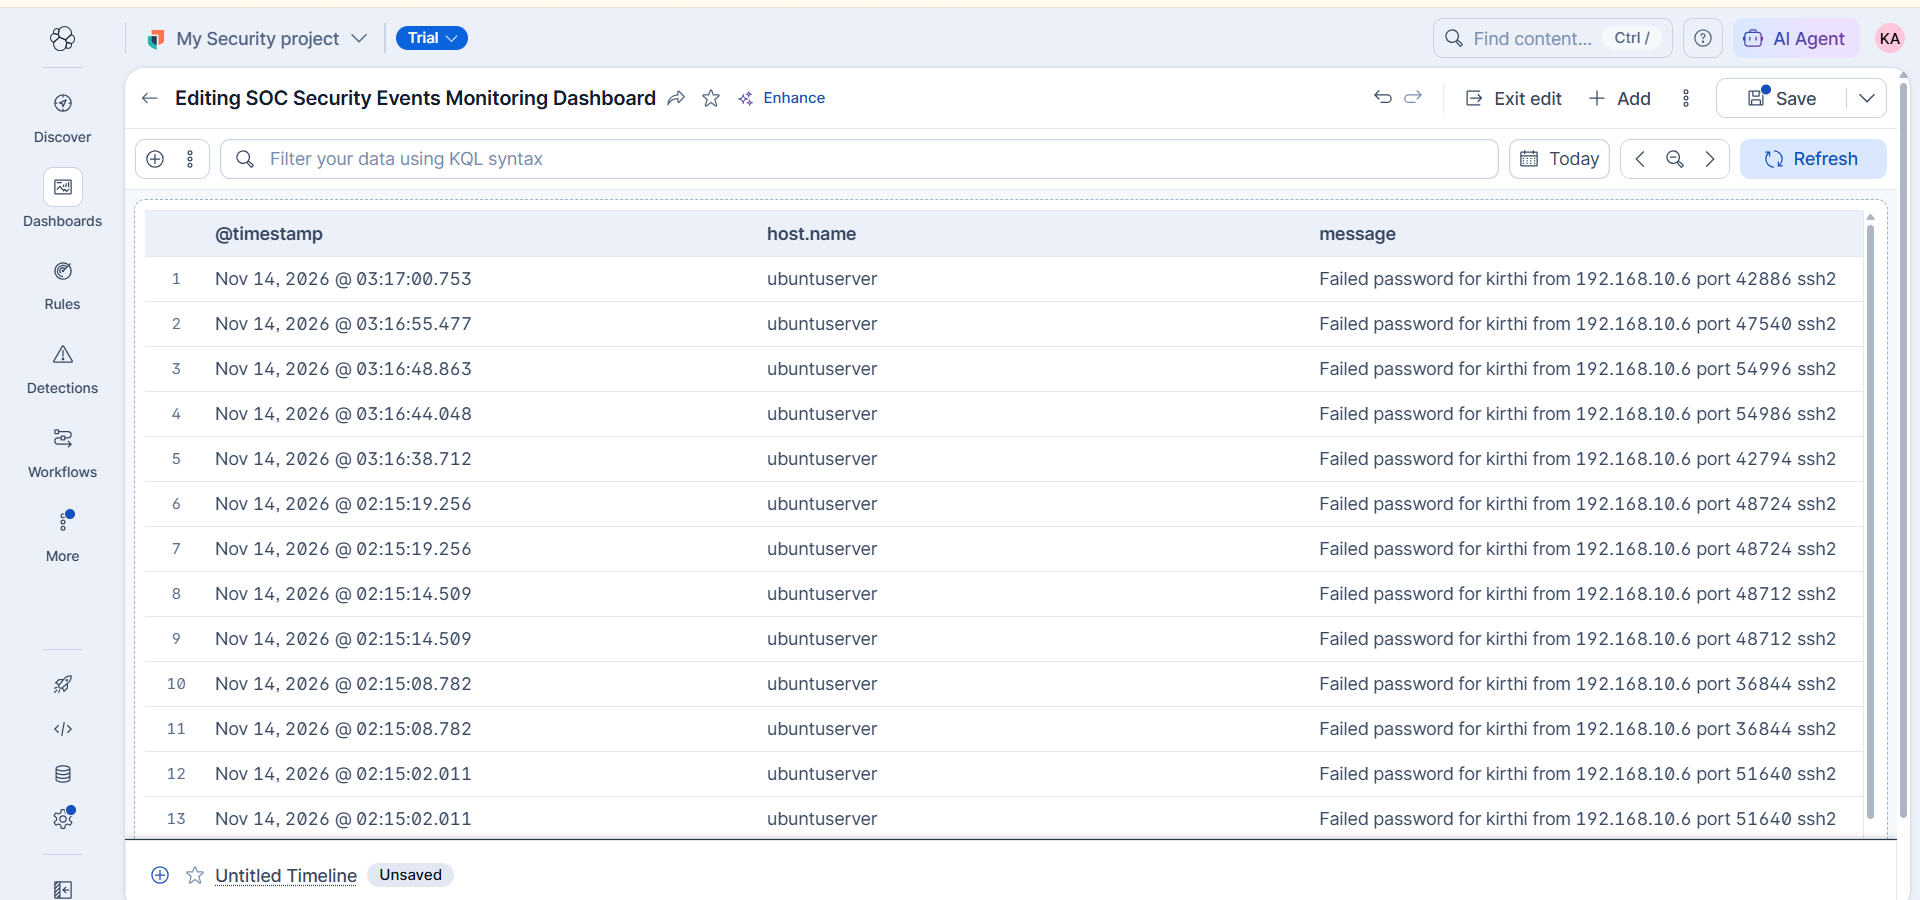 My Security project Trial Find content... Ctrl / AI Agent KA
Editing SOC Security Events Monitoring Dashboard Enhance Exit edit Add Save
Filter your data using KQL syntax Today Refresh
Discover
Dashboards
Rules
Detections
Workflows
More
@timestamp host.name message
1 Nov 14, 2026 @ 03:17:00.753 ubuntuserver Failed password for kirthi from 192.168.10.6 port 42886 ssh2
2 Nov 14, 2026 @ 03:16:55.477 ubuntuserver Failed password for kirthi from 192.168.10.6 port 47540 ssh2
3 Nov 14, 2026 @ 03:16:48.863 ubuntuserver Failed password for kirthi from 192.168.10.6 port 54996 ssh2
4 Nov 14, 2026 @ 03:16:44.048 ubuntuserver Failed password for kirthi from 192.168.10.6 port 54986 ssh2
5 Nov 14, 2026 @ 03:16:38.712 ubuntuserver Failed password for kirthi from 192.168.10.6 port 42794 ssh2
6 Nov 14, 2026 @ 02:15:19.256 ubuntuserver Failed password for kirthi from 192.168.10.6 port 48724 ssh2
7 Nov 14, 2026 @ 02:15:19.256 ubuntuserver Failed password for kirthi from 192.168.10.6 port 48724 ssh2
8 Nov 14, 2026 @ 02:15:14.509 ubuntuserver Failed password for kirthi from 192.168.10.6 port 48712 ssh2
9 Nov 14, 2026 @ 02:15:14.509 ubuntuserver Failed password for kirthi from 192.168.10.6 port 48712 ssh2
10 Nov 14, 2026 @ 02:15:08.782 ubuntuserver Failed password for kirthi from 192.168.10.6 port 36844 ssh2
11 Nov 14, 2026 @ 02:15:08.782 ubuntuserver Failed password for kirthi from 192.168.10.6 port 36844 ssh2
12 Nov 14, 2026 @ 02:15:02.011 ubuntuserver Failed password for kirthi from 192.168.10.6 port 51640 ssh2
13 Nov 14, 2026 @ 02:15:02.011 ubuntuserver Failed password for kirthi from 192.168.10.6 port 51640 ssh2
Untitled Timeline Unsaved